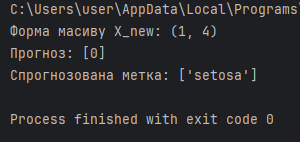 C:\Users\user\AppData\Local\Programs\
Форма масиву X_new: (1, 4)
Прогноз: [0]
Спрогнозована метка: ['setosa']
Process finished with exit code 0